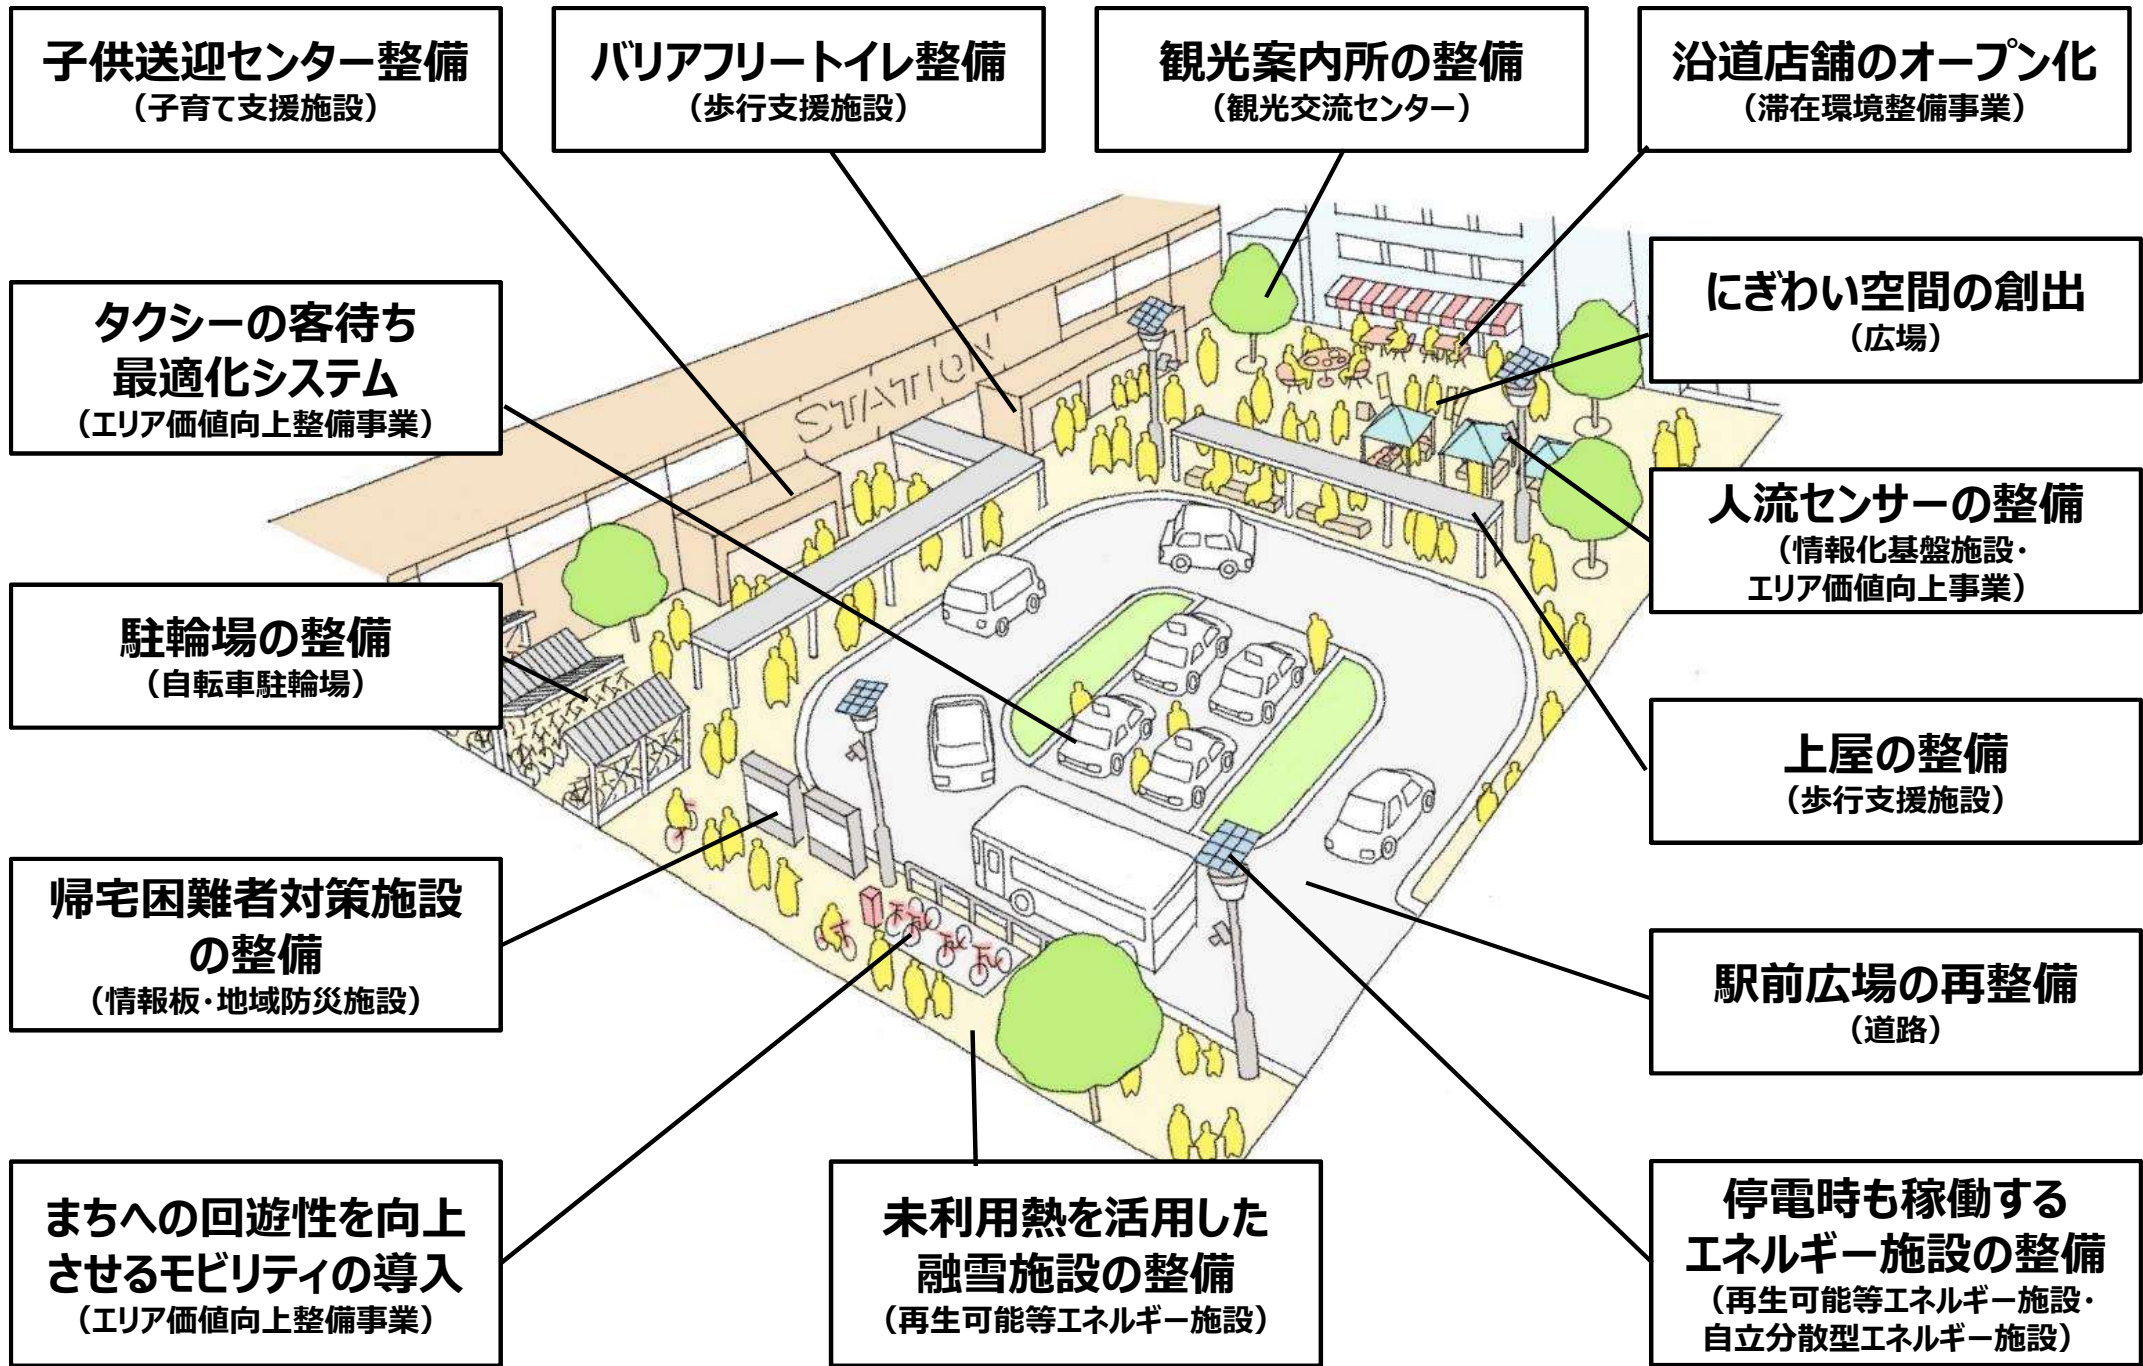 子供送迎センター整備
（子育て支援施設）
バリアフリートイレ整備
（歩行支援施設）
観光案内所の整備
（観光交流センター）
沿道店舗のオープン化
（滞在環境整備事業）
タクシーの客待ち
最適化システム
（エリア価値向上整備事業）
にぎわい空間の創出
（広場）
STATION
人流センサーの整備
（情報化基盤施設・
エリア価値向上事業）
駐輪場の整備
（自転車駐輪場）
上屋の整備
（歩行支援施設）
帰宅困難者対策施設
の整備
（情報板・地域防災施設）
駅前広場の再整備
（道路）
まちへの回遊性を向上
させるモビリティの導入
（エリア価値向上整備事業）
未利用熱を活用した
融雪施設の整備
（再生可能等エネルギー施設）
停電時も稼働する
エネルギー施設の整備
（再生可能等エネルギー施設・
自立分散型エネルギー施設）